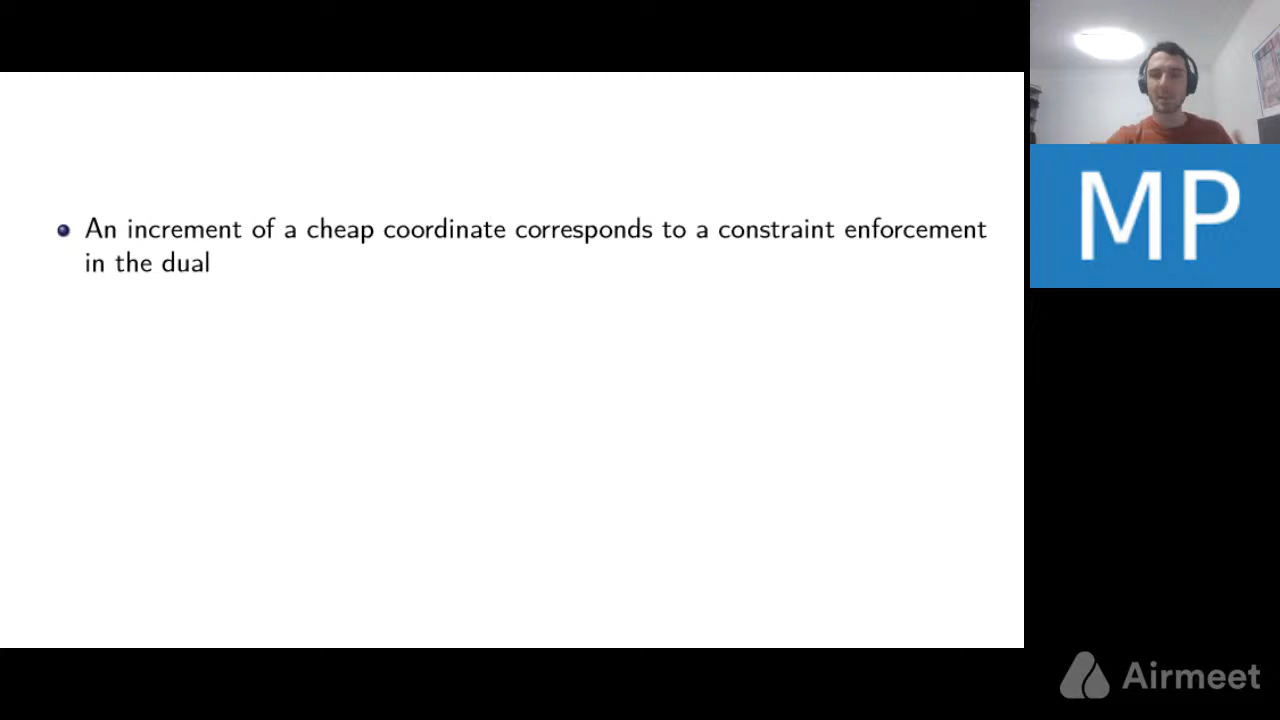 An increment of a cheap coordinate corresponds to a constraint enforcement
in the dual
MP
Airmeet